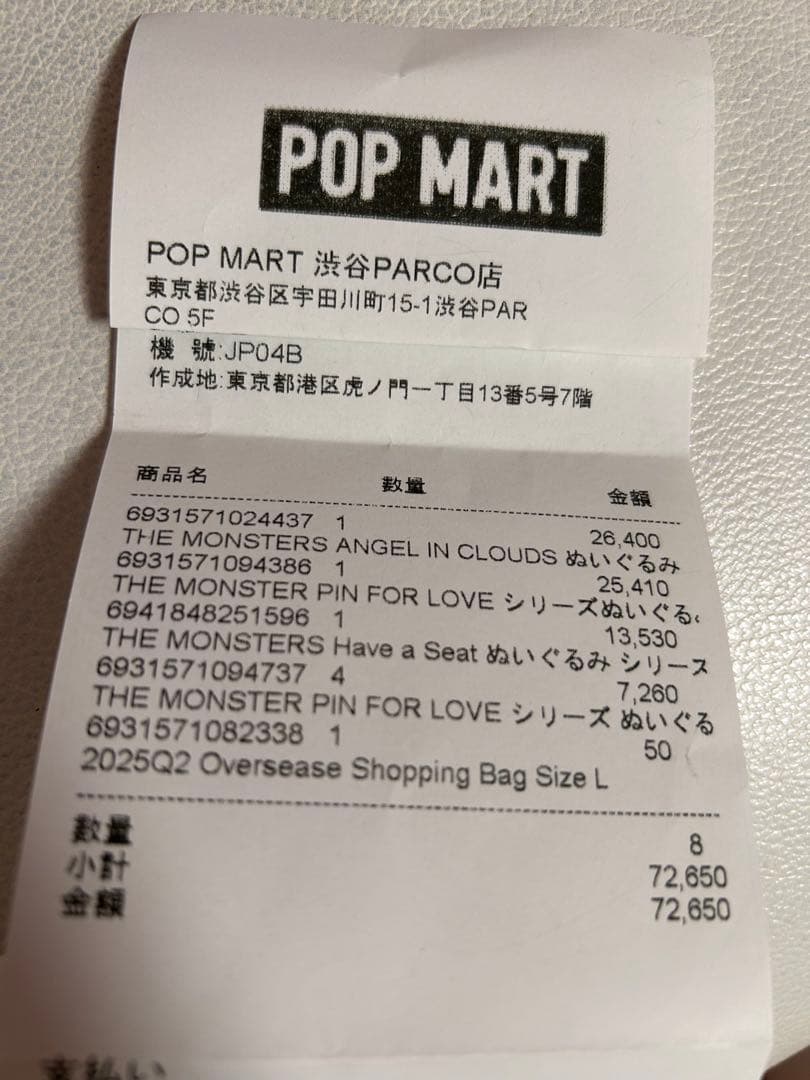 POP MART
POP MART 渋谷PARCO店
東京都渋谷区宇田川町15-1渋谷PAR
CO 5F
機 號:JP04B
作成地:東京都港区虎ノ門一丁目13番5号7階
商品名 數量 金額
6931571024437 1 26,400
THE MONSTERS ANGEL IN CLOUDS ぬいぐるみ
6931571094386 1 25,410
THE MONSTER PIN FOR LOVE シリーズぬいぐる
6941848251596 1 13,530
THE MONSTERS Have a Seat ぬいぐるみ シリーズ
6931571094737 4 7,260
THE MONSTER PIN FOR LOVE シリーズ ぬいぐる
6931571082338 1 50
2025Q2 Oversease Shopping Bag Size L
數量 8
小計 72,650
金額 72,650
支払い